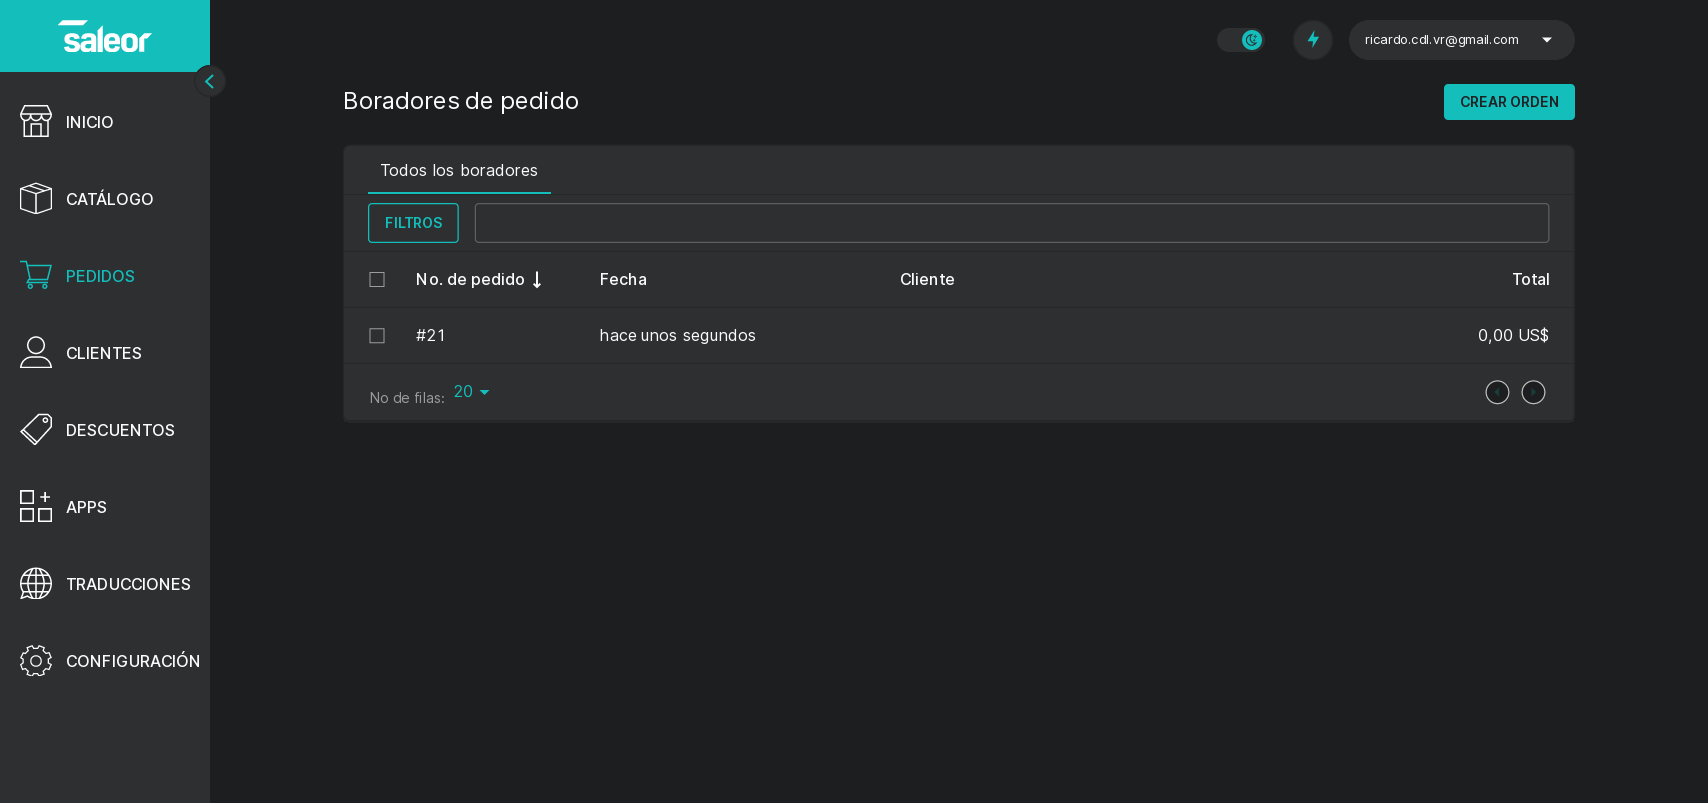 saleor
ricardo.cdl.vr@gmail.com
INICIO
CATÁLOGO
PEDIDOS
CLIENTES
DESCUENTOS
APPS
TRADUCCIONES
CONFIGURACIÓN
Boradores de pedido
CREAR ORDEN
Todos los boradores
FILTROS
No. de pedido Fecha Cliente Total
#21 hace unos segundos 0,00 US$
No de filas: 20